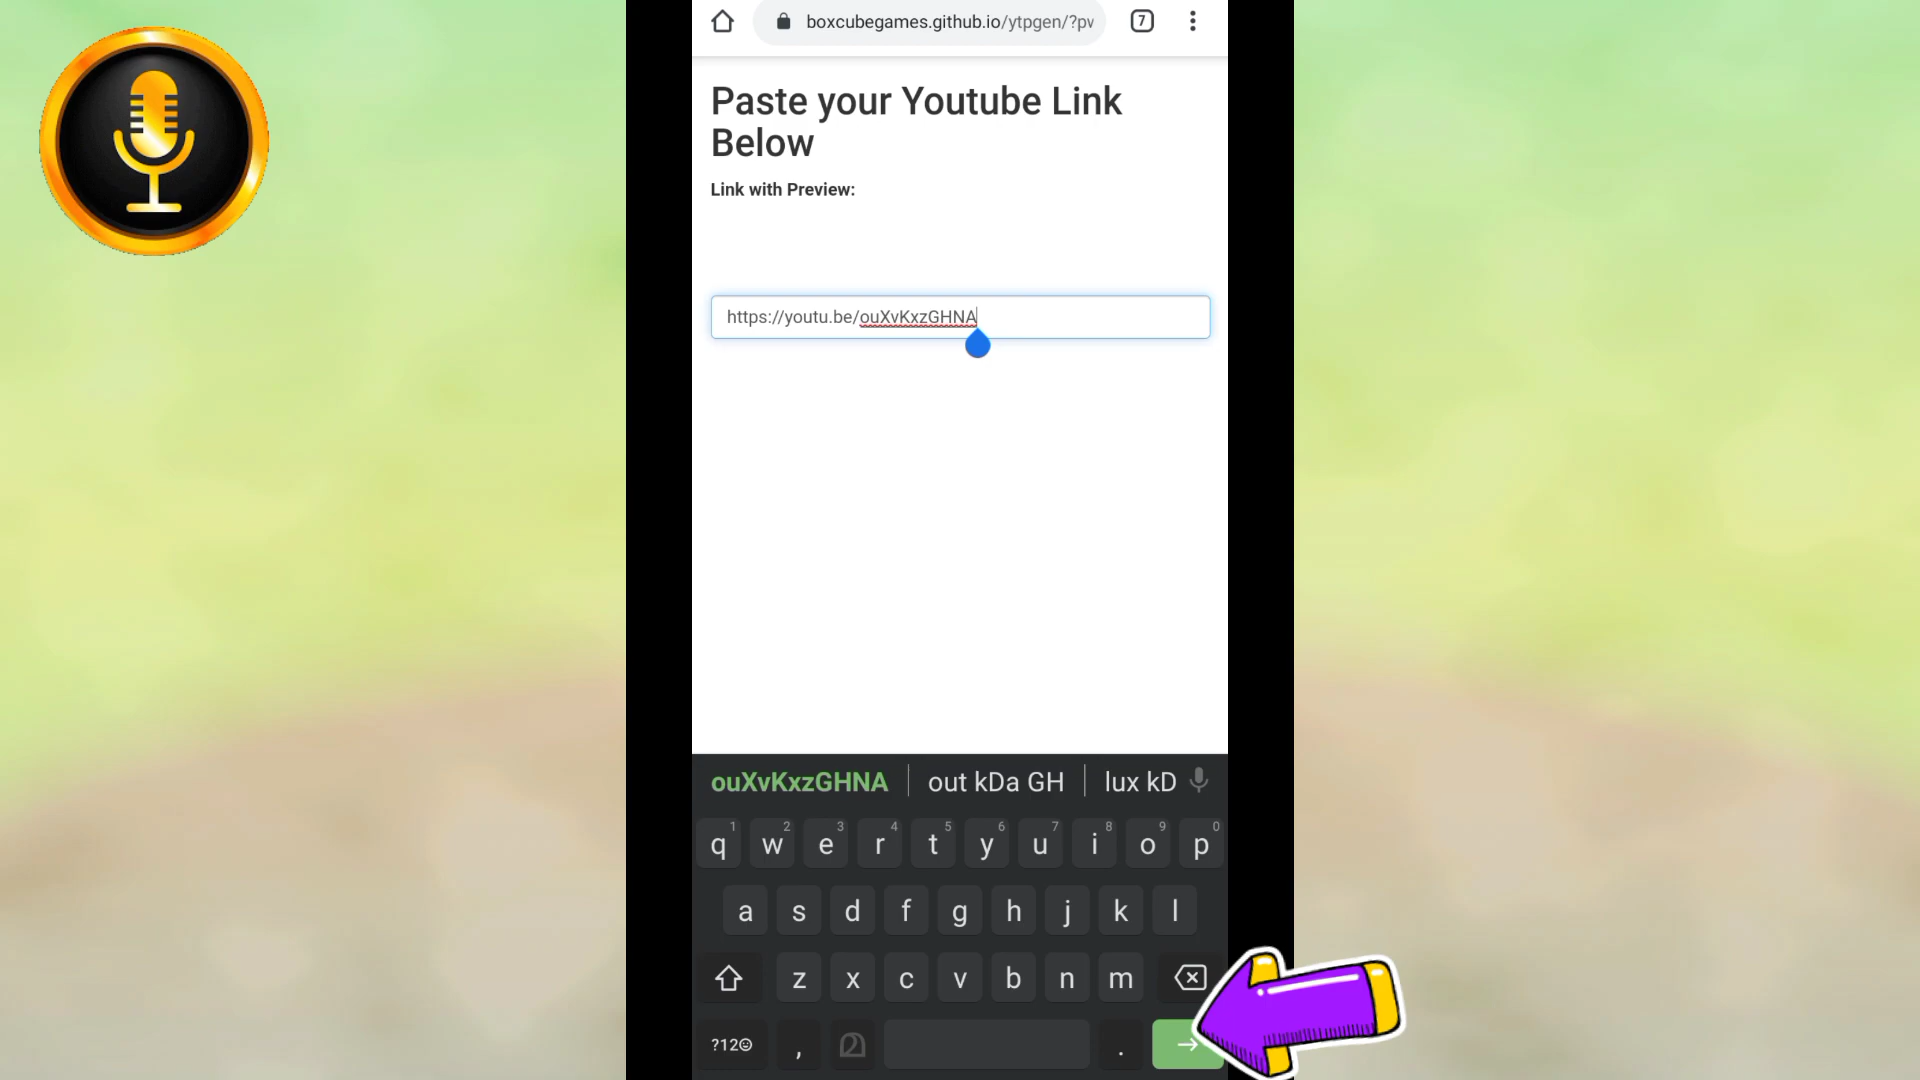 boxcubegames.github.io/ytpgen/?pv
7
Paste your Youtube Link
Below
Link with Preview:
https://youtu.be/ouXvKxzGHNA
ouXvKxzGHNA out kDa GH lux kD
1 2 3 4 5 6 7 8 9 0
q w e r t y u i o p
a s d f g h j k l
z x c v b n m
?12☺ , മ .